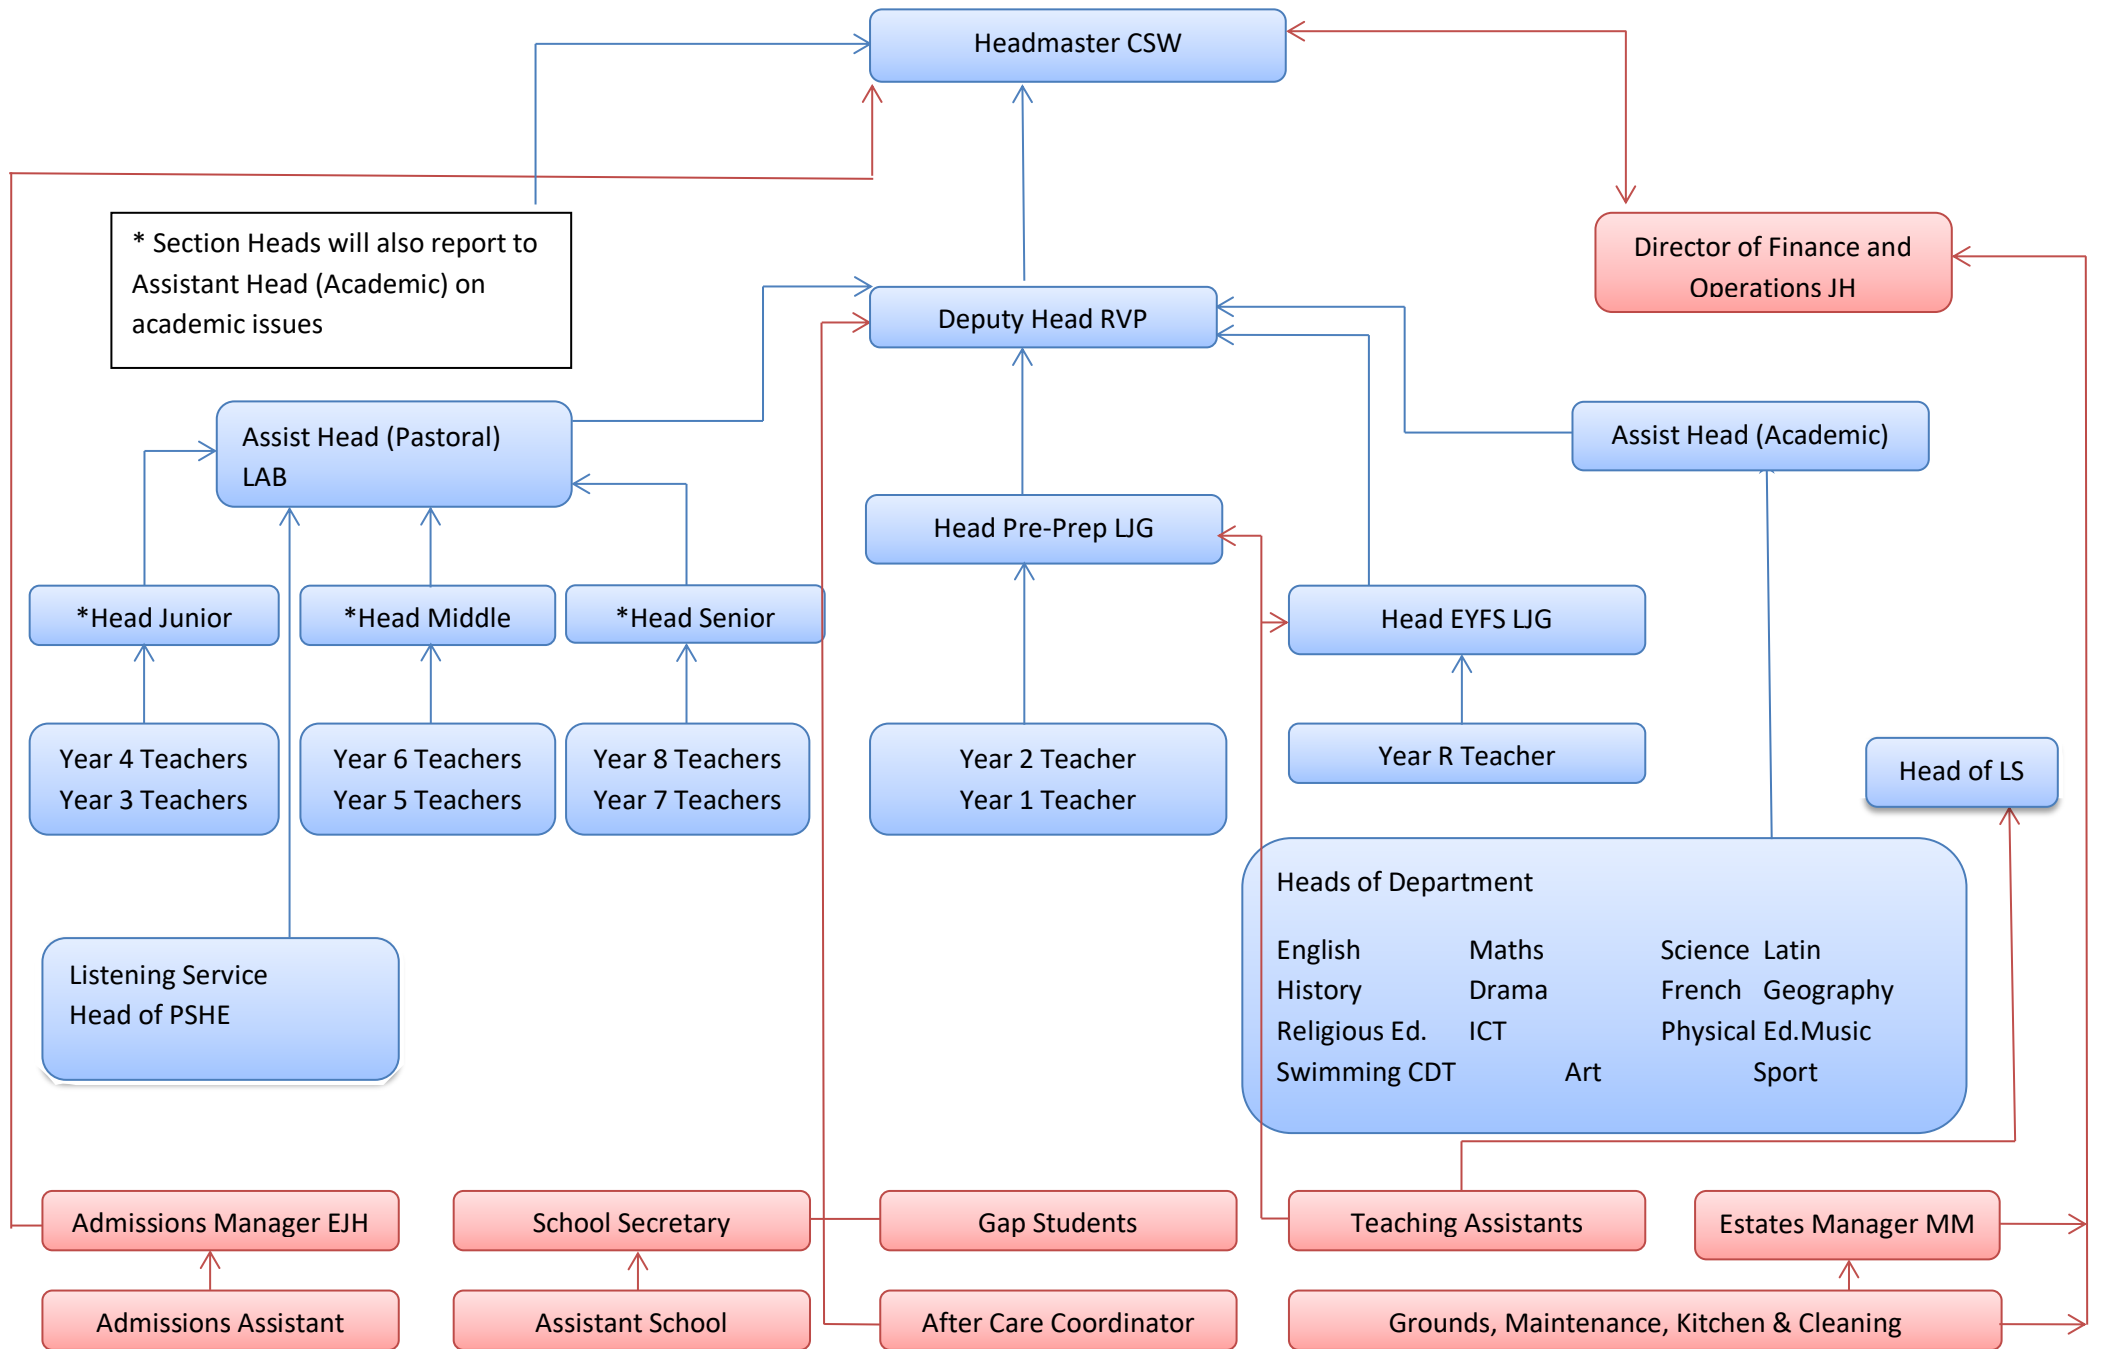 Headmaster CSW
* Section Heads will also report to
Assistant Head (Academic) on
academic issues
Director of Finance and
Operations JH
Deputy Head RVP
Assist Head (Pastoral)
LAB
Assist Head (Academic)
Head Pre-Prep LJG
*Head Junior
*Head Middle
*Head Senior
Head EYFS LJG
Year 4 Teachers
Year 3 Teachers
Year 6 Teachers
Year 5 Teachers
Year 8 Teachers
Year 7 Teachers
Year 2 Teacher
Year 1 Teacher
Year R Teacher
Head of LS
Heads of Department
English Maths Science Latin
History Drama French Geography
Religious Ed. ICT Physical Ed.Music
Swimming CDT Art Sport
Listening Service
Head of PSHE
Admissions Manager EJH
School Secretary
Gap Students
Teaching Assistants
Estates Manager MM
Admissions Assistant
Assistant School
After Care Coordinator
Grounds, Maintenance, Kitchen & Cleaning